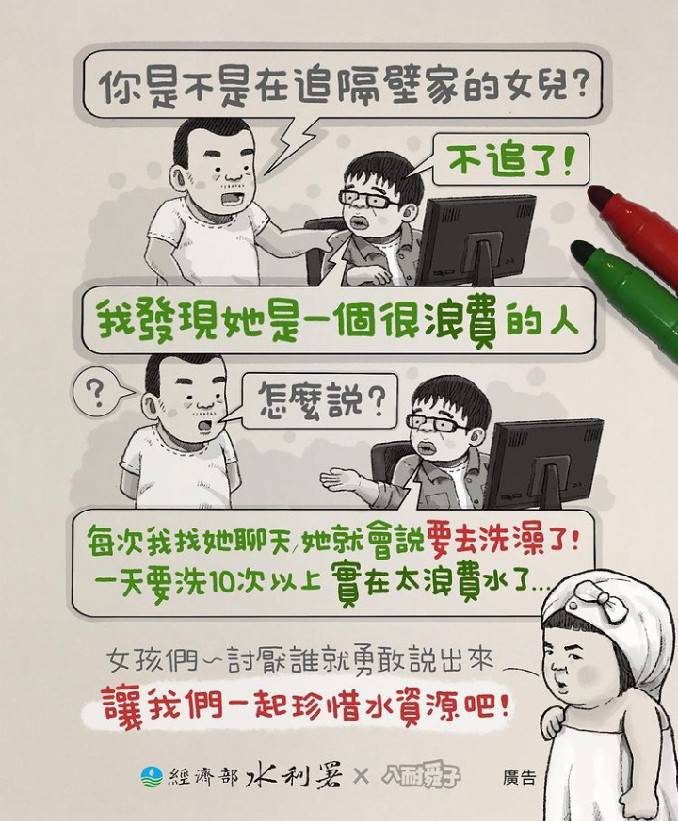 你是不是在追隔壁家的女兒?
不追了!
我發現她是一個很浪費的人
?
怎麼說?
每次我找她聊天,她就會說要去洗澡了!
一天要洗10次以上 實在太浪費水了...
女孩們~討厭誰就勇敢說出來
讓我們一起珍惜水資源吧!
經濟部 水利署 X 八耐舜子
廣告